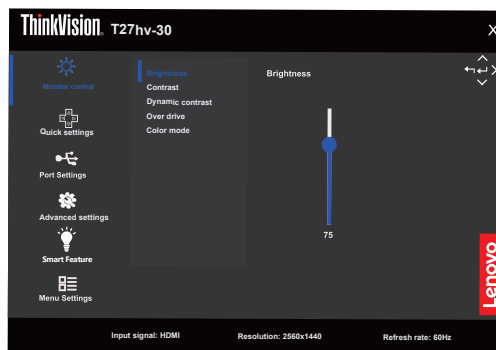 ThinkVision. T27hv-30 X
Monitor control
Quick settings
Port Settings
Advanced settings
Smart Feature
Menu Settings
Brightness
Contrast
Dynamic contrast
Over drive
Color mode
Brightness
75
Lenovo
Input signal: HDMI Resolution: 2560x1440 Refresh rate: 60Hz